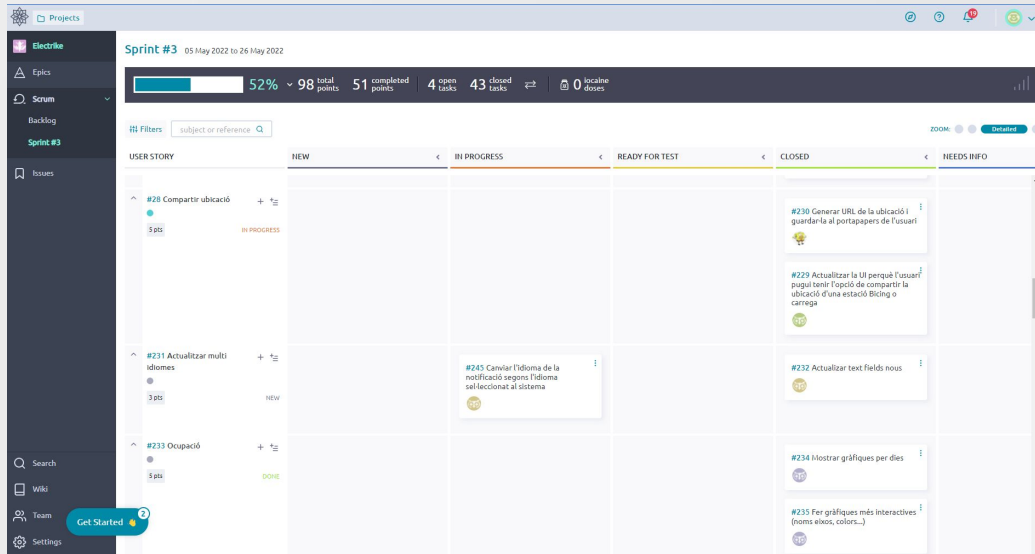 Projects
19
Electrike
Epics
Scrum
Backlog
Sprint #3
Issues
Search
Wiki
Team
Settings
Get Started
2
Sprint #3 05 May 2022 to 26 May 2022
52% 98 total points 51 completed points 4 open tasks 43 closed tasks 0 iocaine doses
Filters subject or reference
ZOOM: Detailed
USER STORY NEW IN PROGRESS READY FOR TEST CLOSED NEEDS INFO
#28 Compartir ubicació
5 pts IN PROGRESS
#230 Generar URL de la ubicació i
guardar-la al portapapers de l'usuari
#229 Actualitzar la UI perquè l'usuari
pugui tenir l'opció de compartir la
ubicació d'una estació Bicing o
carrega
#231 Actualitzar multi
idiomes
3 pts NEW
#245 Canviar l'idioma de la
notificació segons l'idioma
sel·leccionat al sistema
#232 Actualizar text fields nous
#233 Ocupació
5 pts DONE
#234 Mostrar gràfiques per dies
#235 Fer gràfiques més interactives
(noms eixos, colors...)